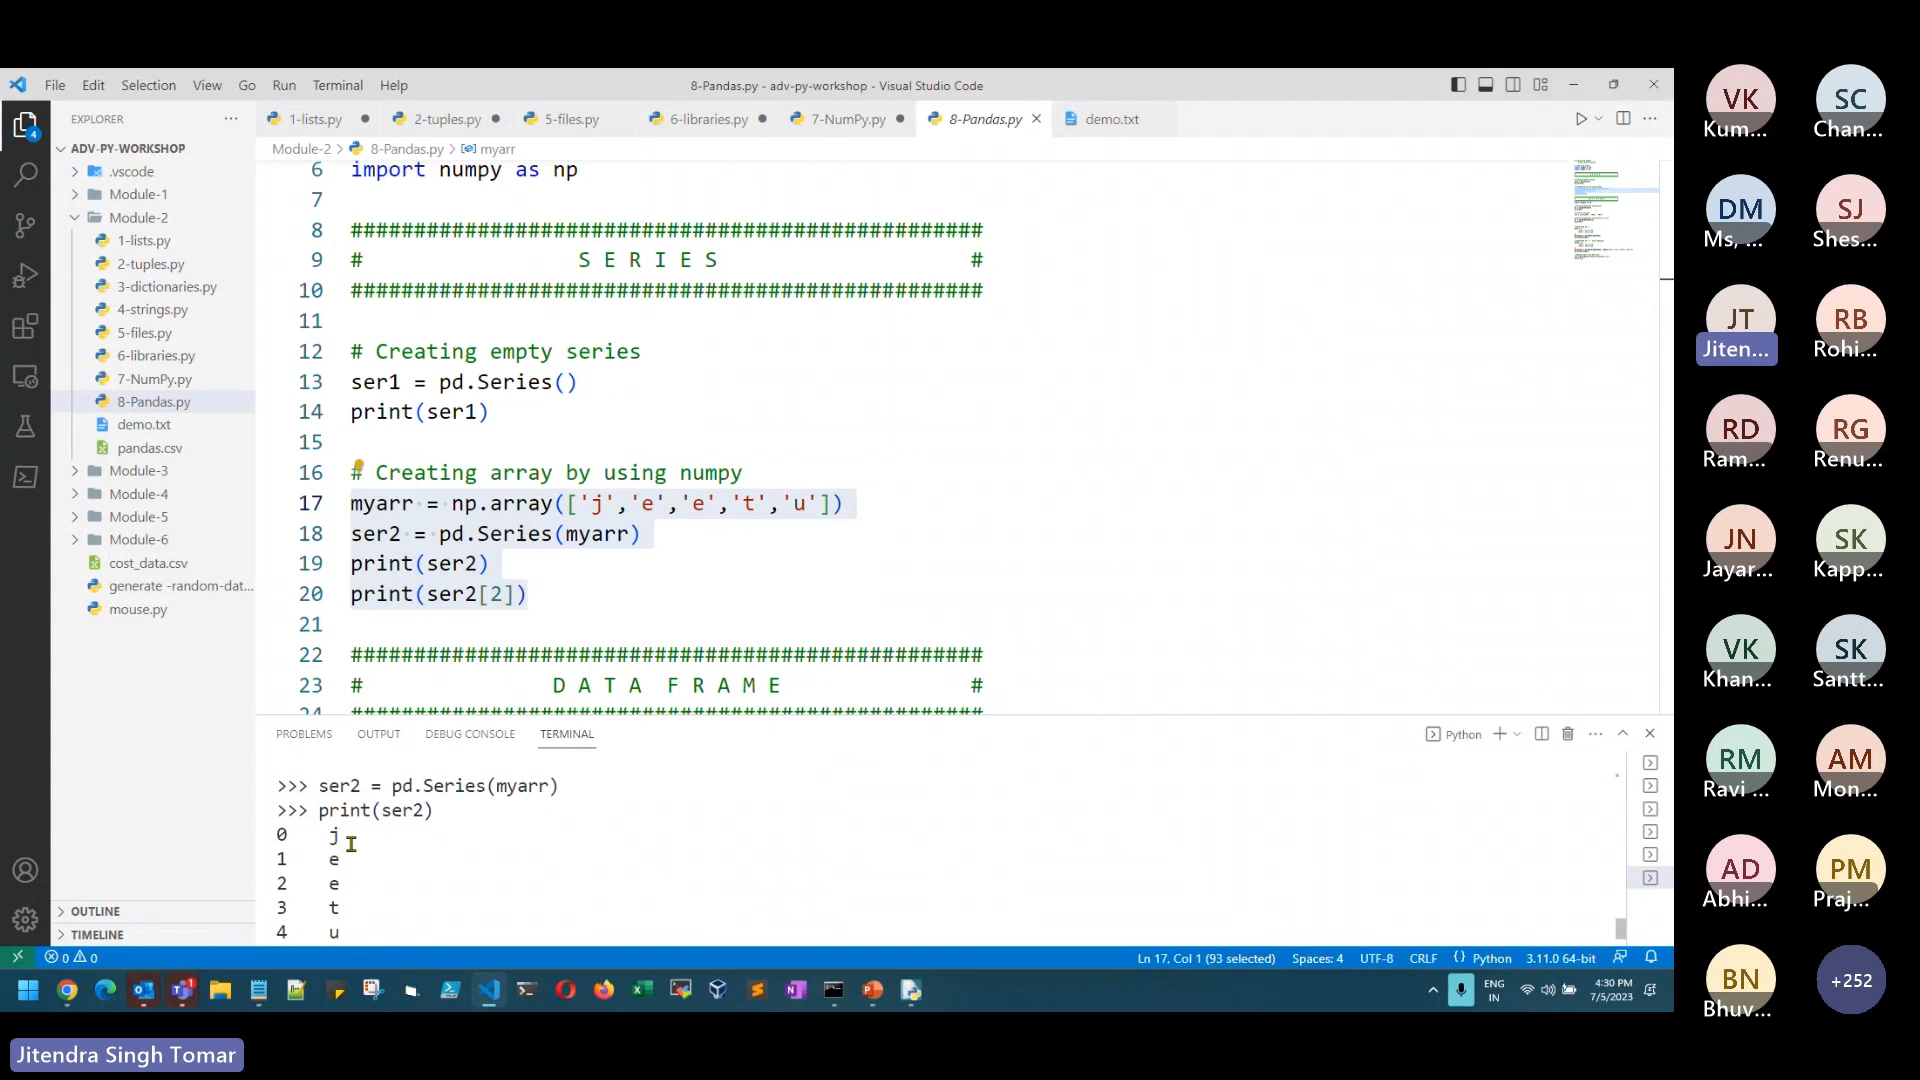 File Edit Selection View Go Run Terminal Help
8-Pandas.py - adv-py-workshop - Visual Studio Code
EXPLORER
1-lists.py
2-tuples.py
5-files.py
6-libraries.py
7-NumPy.py
8-Pandas.py
demo.txt
Module-2 > 8-Pandas.py > myarr
4
ADV-PY-WORKSHOP
.vscode
Module-1
Module-2
1-lists.py
2-tuples.py
3-dictionaries.py
4-strings.py
5-files.py
6-libraries.py
7-NumPy.py
8-Pandas.py
demo.txt
pandas.csv
Module-3
Module-4
Module-5
Module-6
cost_data.csv
generate -random-dat...
mouse.py
OUTLINE
TIMELINE
6 import numpy as np
7
8 ##################################################
9 # S E R I E S #
10 ##################################################
11
12 # Creating empty series
13 ser1 = pd.Series()
14 print(ser1)
15
16 # Creating array by using numpy
17 myarr = np.array(['j','e','e','t','u'])
18 ser2 = pd.Series(myarr)
19 print(ser2)
20 print(ser2[2])
21
22 ##################################################
23 # D A T A F R A M E #
24 ##################################################
PROBLEMS OUTPUT DEBUG CONSOLE TERMINAL
Python
>>> ser2 = pd.Series(myarr)
>>> print(ser2)
0 j
1 e
2 e
3 t
4 u
0 0
Ln 17, Col 1 (93 selected) Spaces: 4 UTF-8 CRLF Python 3.11.0 64-bit
1
ENG
IN
4:30 PM
7/5/2023
VK
Kum...
SC
Chan...
DM
Ms, ...
SJ
Shes...
JT
Jiten...
RB
Rohi...
RD
Ram...
RG
Renu...
JN
Jayar...
SK
Kapp...
VK
Khan...
SK
Santt...
RM
Ravi ...
AM
Mon...
AD
Abhi...
PM
Praj...
BN
Bhuv...
+252
Jitendra Singh Tomar